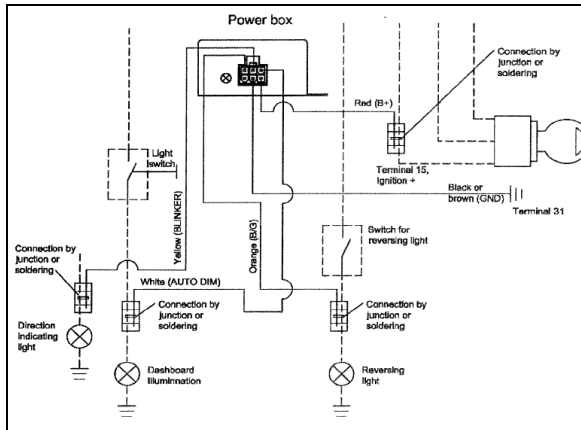 Power box
Connection by
junction or
soldering
Red (B+)
Light
switch
Terminal 15,
Ignition +
Black or
brown (GND)
Terminal 31
Yellow (BLINKER)
Orange (B/G)
Switch for
reversing light
Connection by
junction or
soldering
White (AUTO DIM)
Connection by
junction or
soldering
Connection by
junction or
soldering
Direction
indicating
light
Dashboard
illuminnation
Reversing
light